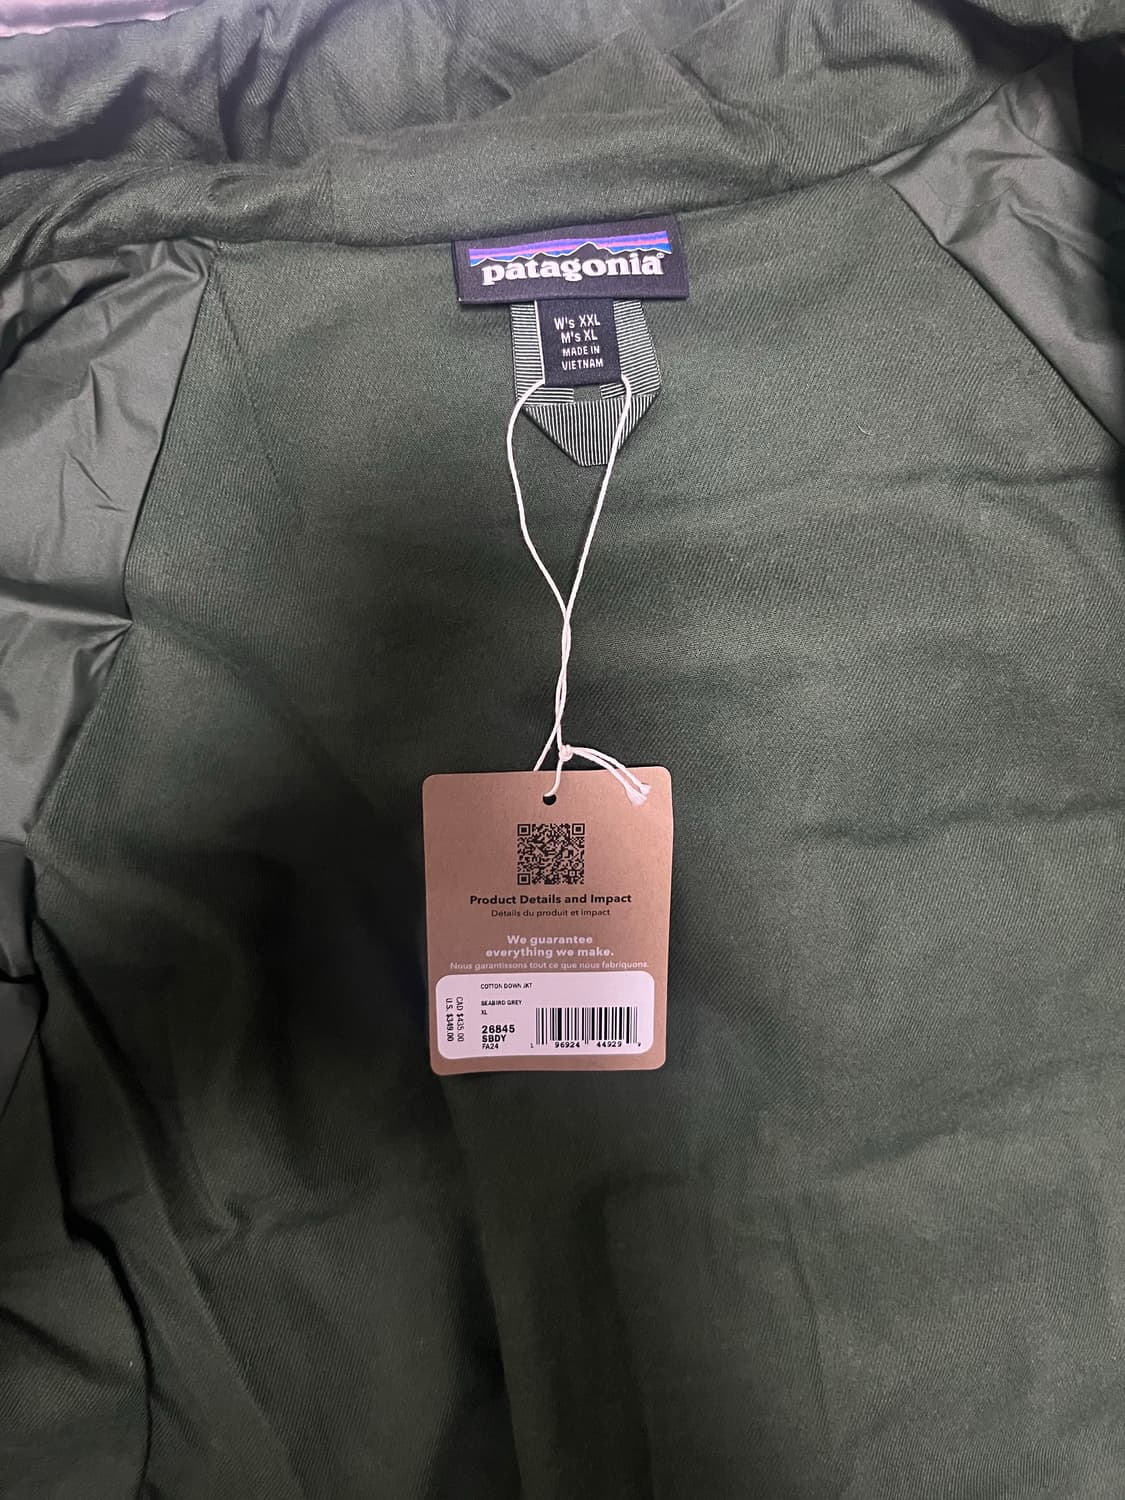 patagonia®
W's XXL
M's XL
MADE IN
VIETNAM
Product Details and Impact
Détails du produit et impact
We guarantee
everything we make.
Nous garantissons tout ce que nous fabriquons.
COTTON DOWN JKT
SEABIRD GREY
XL
26845
SBDY
FA24
CAD $435.00
U.S. $349.00
1 96924 44929 9